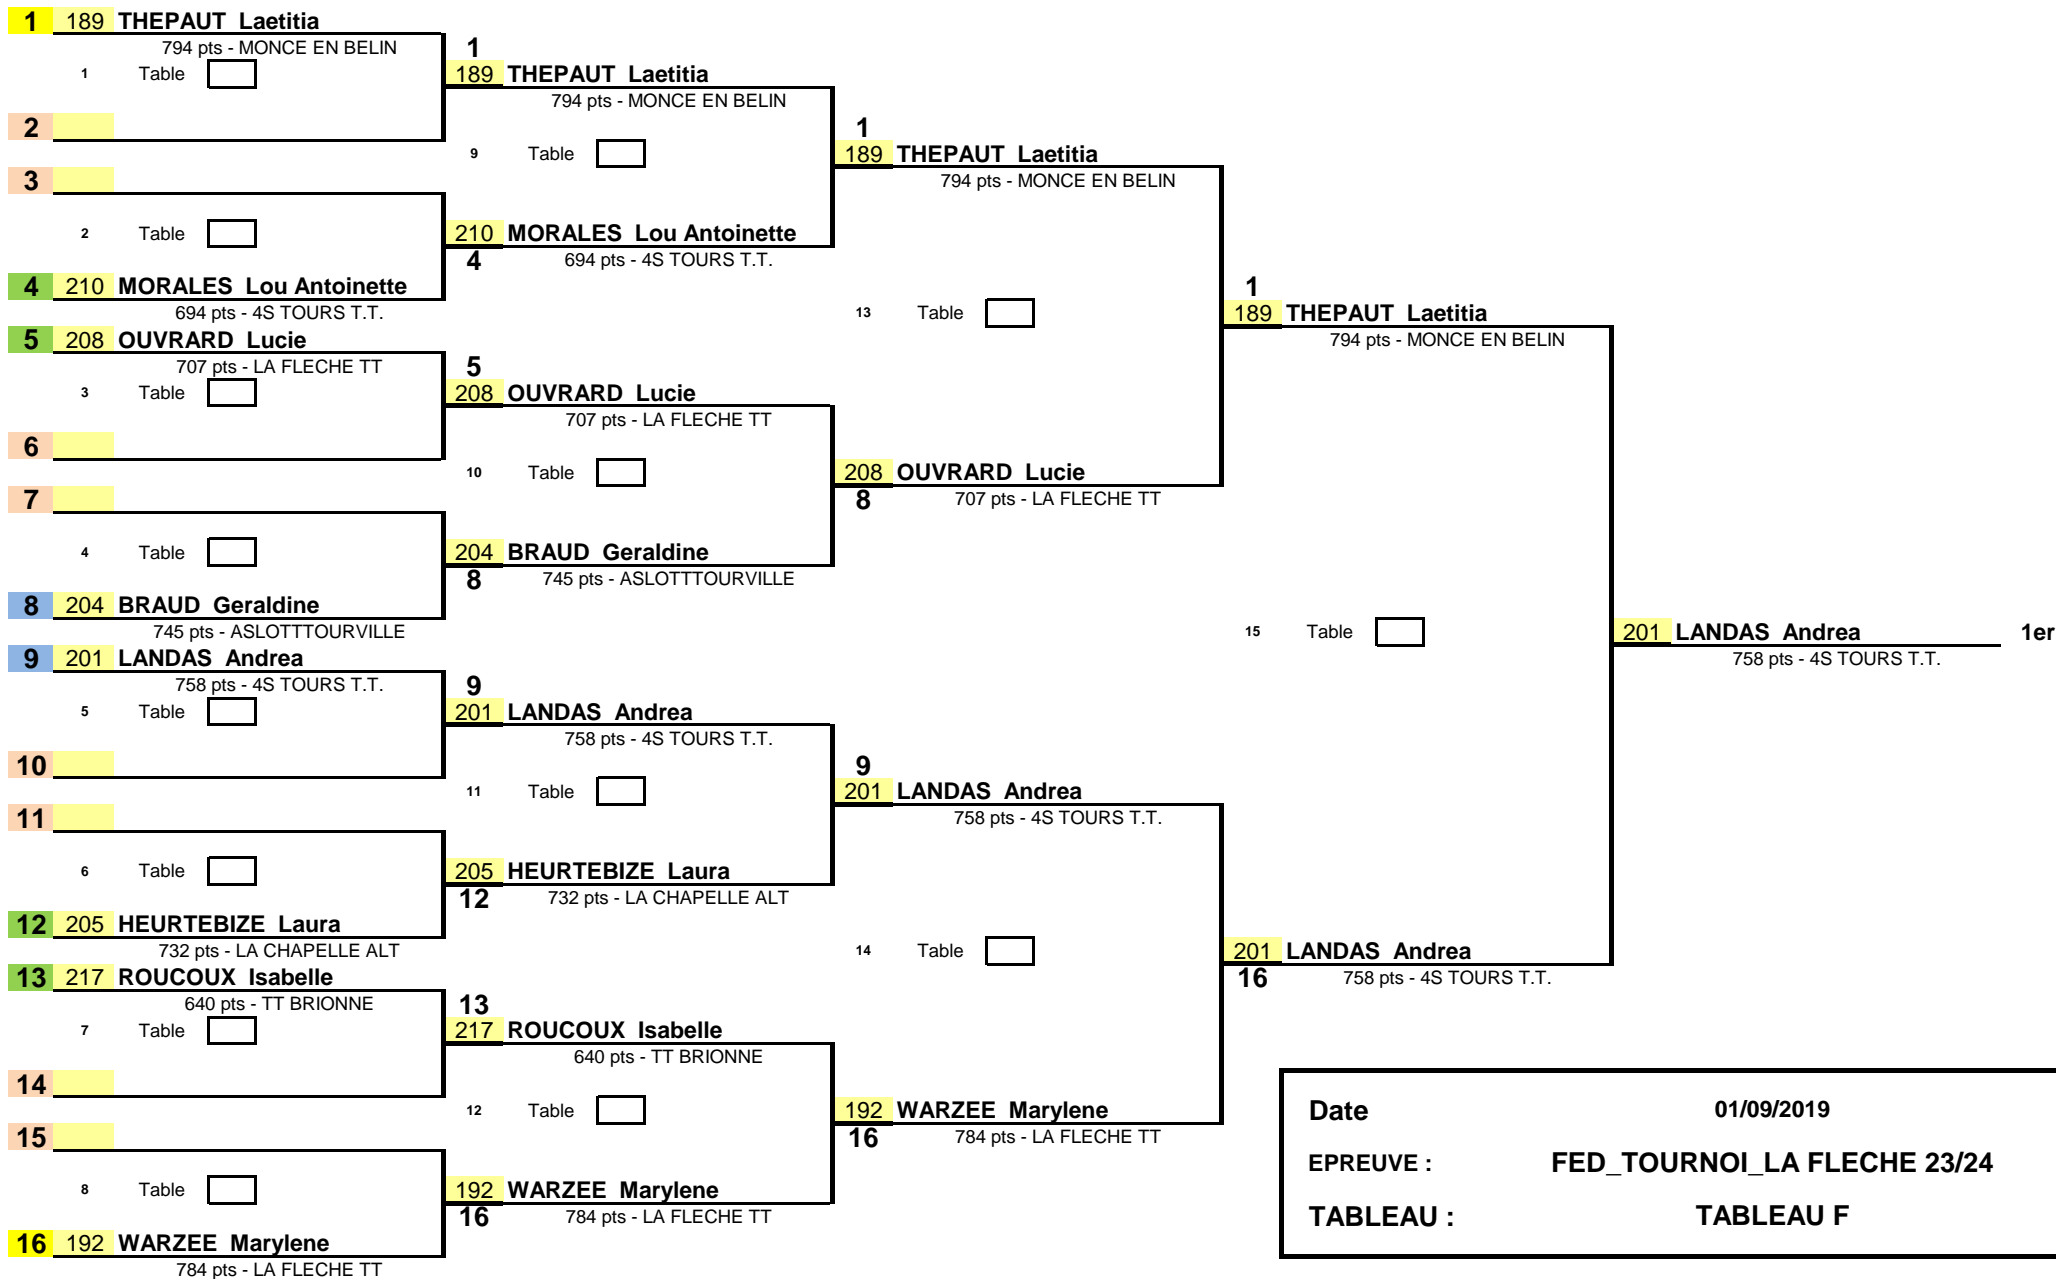 1 189 THEPAUT Laetitia
794 pts - MONCE EN BELIN
1 Table
2
3
2 Table
4 210 MORALES Lou Antoinette
694 pts - 4S TOURS T.T.
5 208 OUVRARD Lucie
707 pts - LA FLECHE TT
3 Table
6
7
4 Table
8 204 BRAUD Geraldine
745 pts - ASLOTTTOURVILLE
9 201 LANDAS Andrea
758 pts - 4S TOURS T.T.
5 Table
10
11
6 Table
12 205 HEURTEBIZE Laura
732 pts - LA CHAPELLE ALT
13 217 ROUCOUX Isabelle
640 pts - TT BRIONNE
7 Table
14
15
8 Table
16 192 WARZEE Marylene
784 pts - LA FLECHE TT
1
189 THEPAUT Laetitia
794 pts - MONCE EN BELIN
9 Table
210 MORALES Lou Antoinette
4 694 pts - 4S TOURS T.T.
5
208 OUVRARD Lucie
707 pts - LA FLECHE TT
10 Table
204 BRAUD Geraldine
8 745 pts - ASLOTTTOURVILLE
9
201 LANDAS Andrea
758 pts - 4S TOURS T.T.
11 Table
205 HEURTEBIZE Laura
12 732 pts - LA CHAPELLE ALT
13
217 ROUCOUX Isabelle
640 pts - TT BRIONNE
12 Table
192 WARZEE Marylene
16 784 pts - LA FLECHE TT
1
189 THEPAUT Laetitia
794 pts - MONCE EN BELIN
13 Table
208 OUVRARD Lucie
8 707 pts - LA FLECHE TT
9
201 LANDAS Andrea
758 pts - 4S TOURS T.T.
14 Table
192 WARZEE Marylene
16 784 pts - LA FLECHE TT
1
189 THEPAUT Laetitia
794 pts - MONCE EN BELIN
15 Table
201 LANDAS Andrea
16 758 pts - 4S TOURS T.T.
201 LANDAS Andrea 1er
758 pts - 4S TOURS T.T.
Date 01/09/2019
EPREUVE : FED_TOURNOI_LA FLECHE 23/24
TABLEAU : TABLEAU F